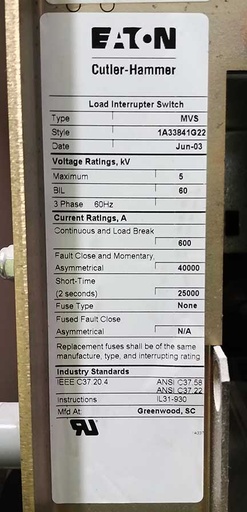 EATON
Cutler-Hammer
Load Interrupter Switch
Type MVS
Style 1A33841G22
Date Jun-03
Voltage Ratings, kV
Maximum 5
BIL 60
3 Phase 60Hz
Current Ratings, A
Continuous and Load Break
600
Fault Close and Momentary,
Asymmetrical 40000
Short-Time
(2 seconds) 25000
Fuse Type None
Fused Fault Close
Asymmetrical N/A
Replacement fuses shall be of the same
manufacture, type, and interrupting rating
Industry Standards
IEEE C37 20.4 ANSI C37.58
ANSI C37.22
Instructions IL31-930
Mfd At: Greenwood, SC